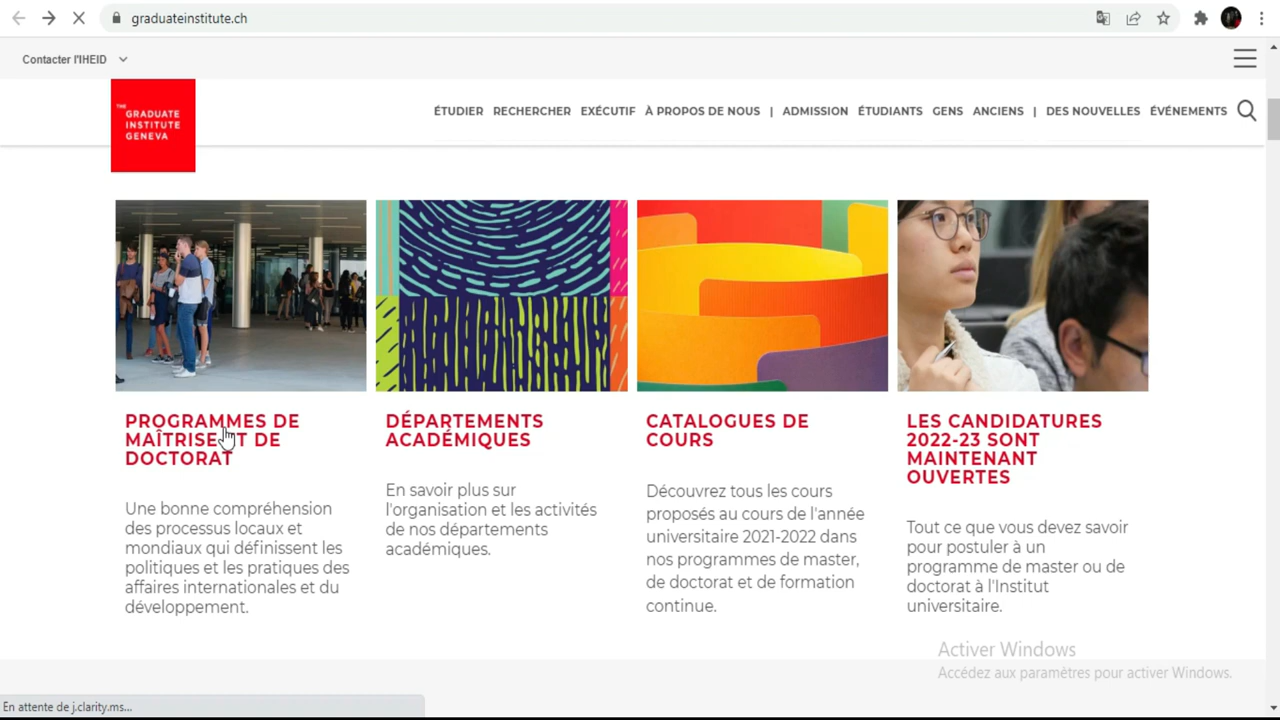 graduateinstitute.ch
Contacter l'IHEID
THE
GRADUATE
INSTITUTE
GENEVA
ÉTUDIER RECHERCHER EXÉCUTIF À PROPOS DE NOUS | ADMISSION ÉTUDIANTS GENS ANCIENS | DES NOUVELLES ÉVÉNEMENTS
PROGRAMMES DE
MAÎTRISE ET DE
DOCTORAT
Une bonne compréhension
des processus locaux et
mondiaux qui définissent les
politiques et les pratiques des
affaires internationales et du
développement.
DÉPARTEMENTS
ACADÉMIQUES
En savoir plus sur
l'organisation et les activités
de nos départements
académiques.
CATALOGUES DE
COURS
Découvrez tous les cours
proposés au cours de l'année
universitaire 2021-2022 dans
nos programmes de master,
de doctorat et de formation
continue.
LES CANDIDATURES
2022-23 SONT
MAINTENANT
OUVERTES
Tout ce que vous devez savoir
pour postuler à un
programme de master ou de
doctorat à l'Institut
universitaire.
Activer Windows
Accédez aux paramètres pour activer Windows.
En attente de j.clarity.ms...